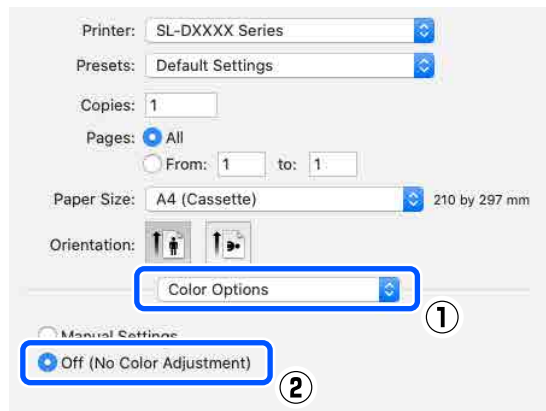 Printer: SL-DXXXX Series
Presets: Default Settings
Copies: 1
Pages: All
From: 1 to: 1
Paper Size: A4 (Cassette) 210 by 297 mm
Orientation:
Color Options
①
Manual Settings
Off (No Color Adjustment)
②